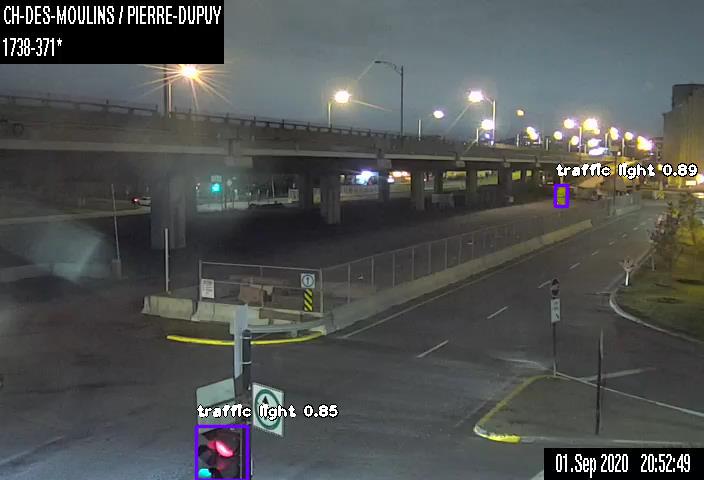 CH-DES-MOULINS / PIERRE-DUPUY
1738-371*
traffic light 0.89
traffic light 0.85
01.Sep 2020 20:52:49